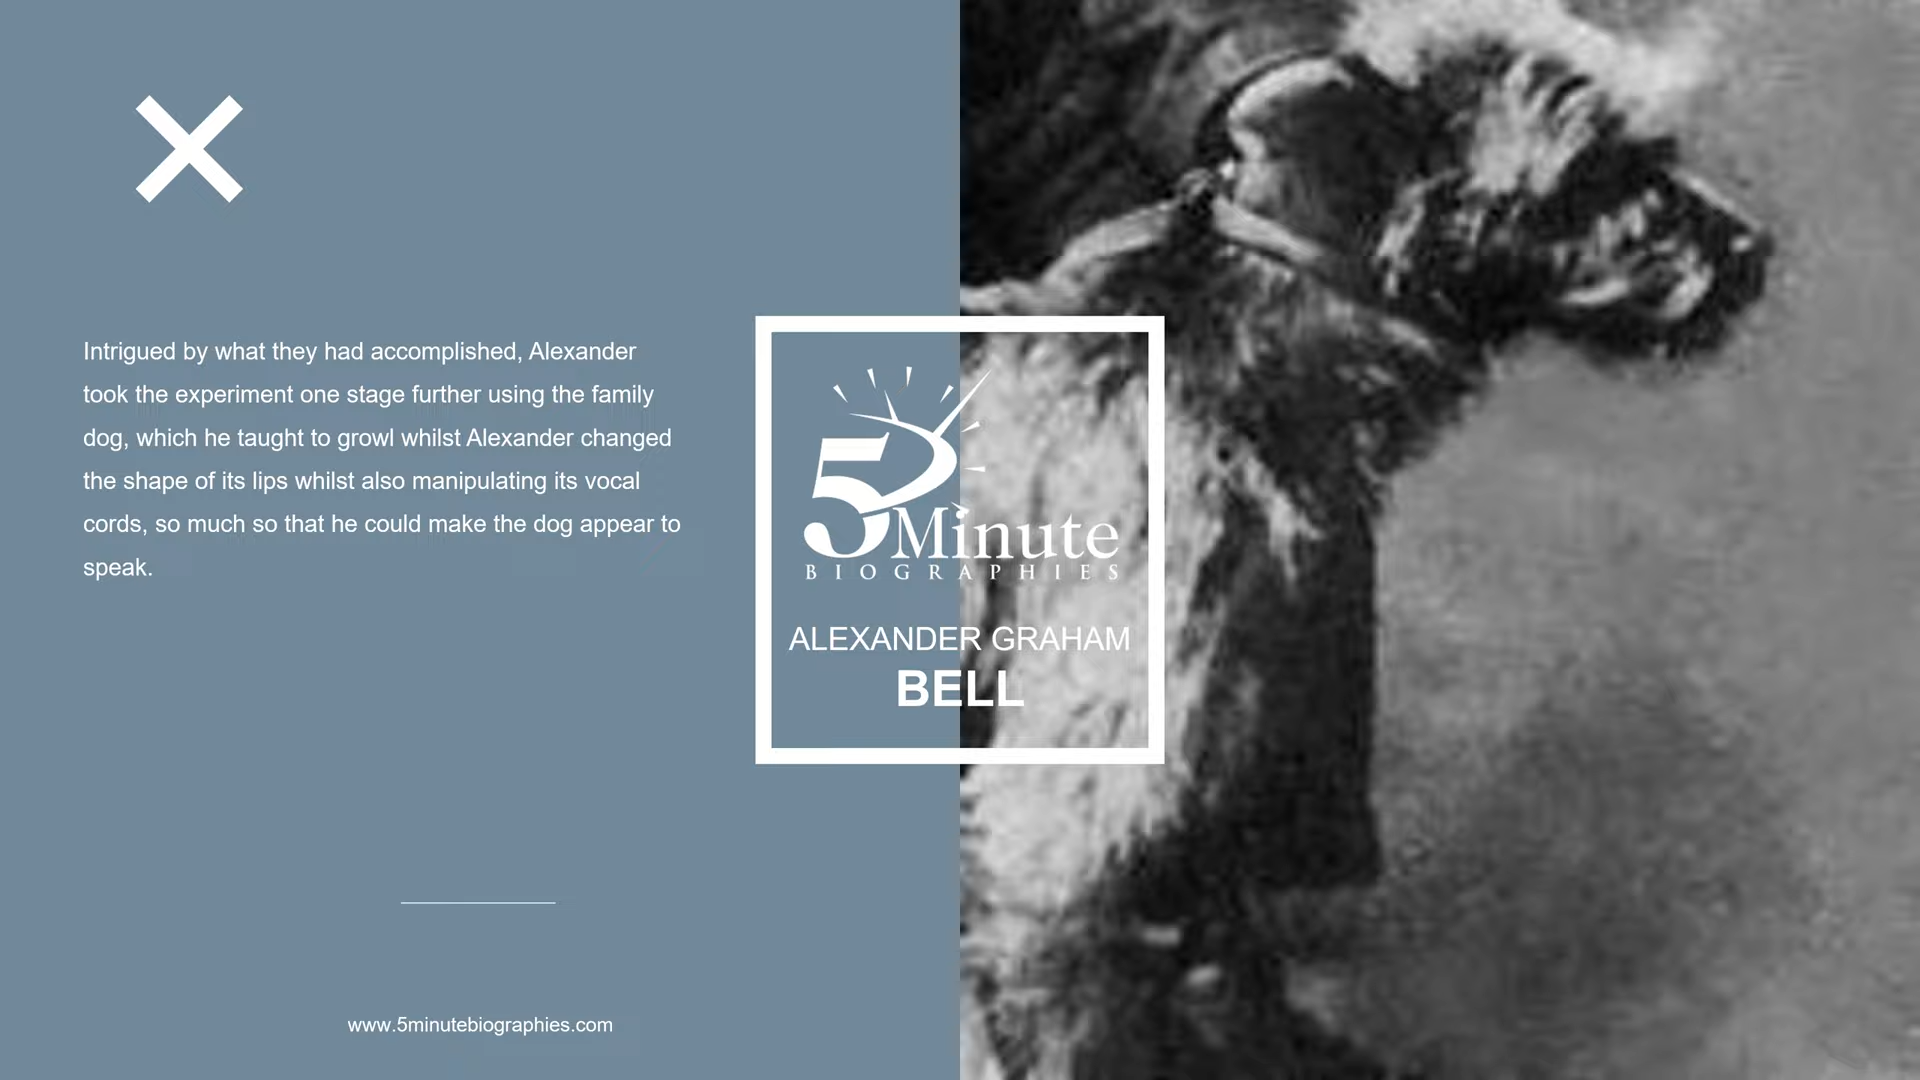 Intrigued by what they had accomplished, Alexander
took the experiment one stage further using the family
dog, which he taught to growl whilst Alexander changed
the shape of its lips whilst also manipulating its vocal
cords, so much so that he could make the dog appear to
speak.
5 Minute
BIOGRAPHIES
ALEXANDER GRAHAM
BELL
www.5minutebiographies.com